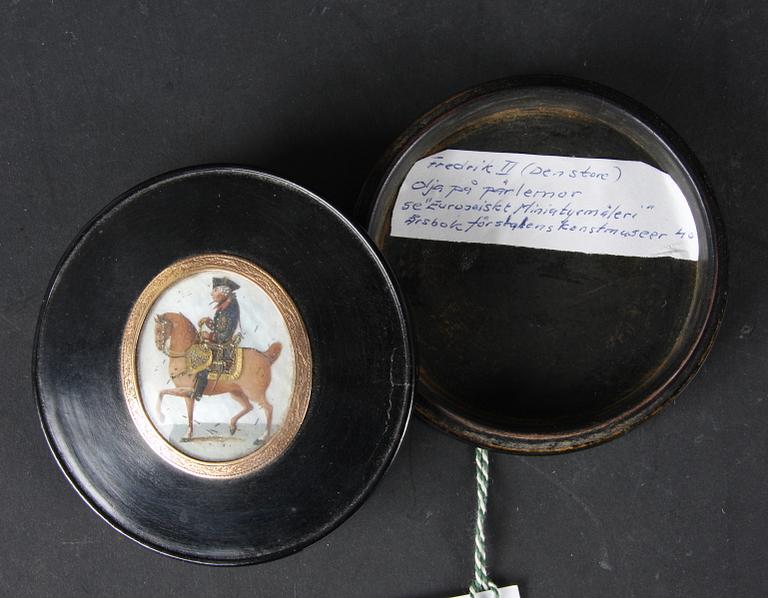 Fredrik II (Den store)
Olja på pärlemor
se "Europeiskt Miniatyrmåleri"
Årsbok för statens konstmuseer 40